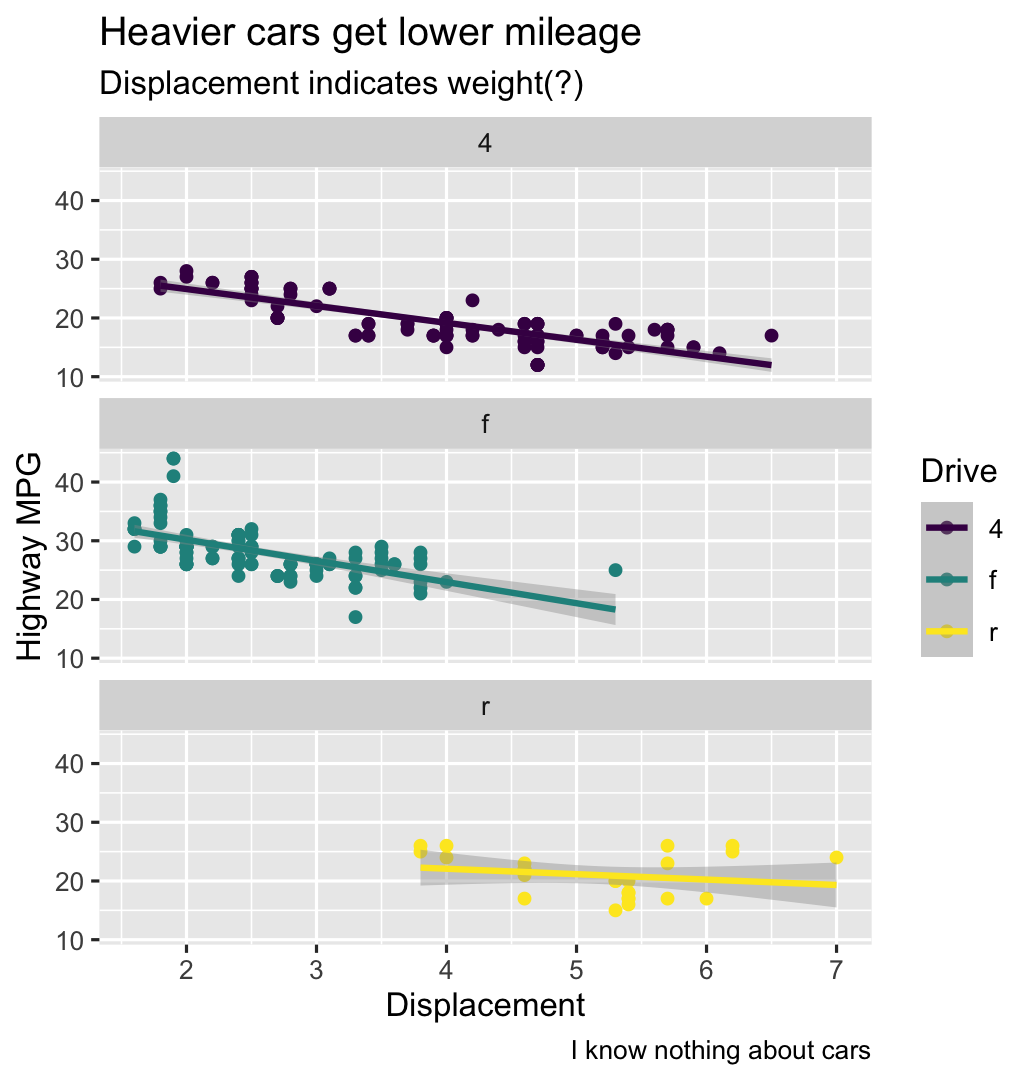 Heavier cars get lower mileage
Displacement indicates weight(?)
4
40
30
20
10
f
40
30
20
10
r
40
30
20
10
Highway MPG
2 3 4 5 6 7
Displacement
Drive
4
f
r
I know nothing about cars